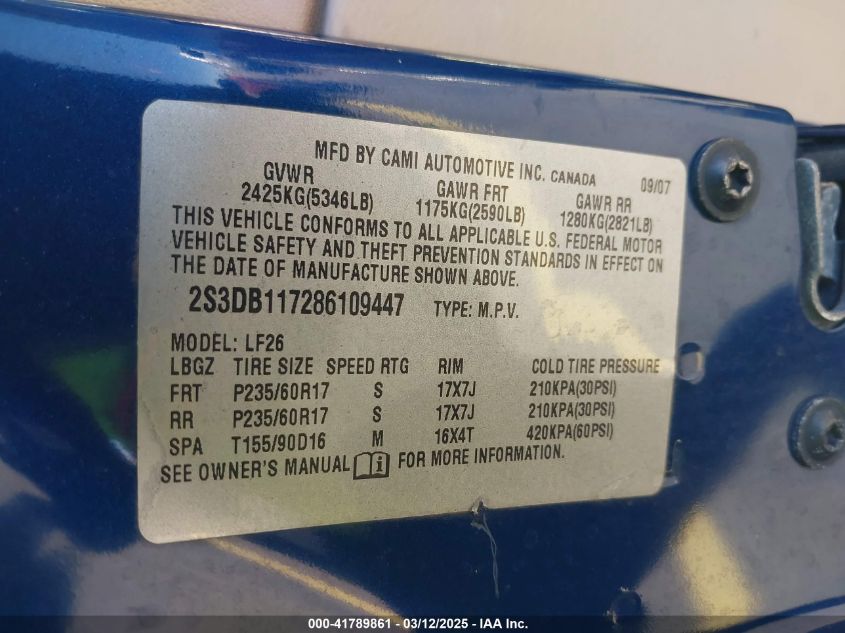 MFD BY CAMI AUTOMOTIVE INC. CANADA 09/07
GVWR GAWR FRT GAWR RR
2425KG(5346LB) 1175KG(2590LB) 1280KG(2821LB)
THIS VEHICLE CONFORMS TO ALL APPLICABLE U.S. FEDERAL MOTOR
VEHICLE SAFETY AND THEFT PREVENTION STANDARDS IN EFFECT ON
THE DATE OF MANUFACTURE SHOWN ABOVE.
2S3DB117286109447 TYPE: M.P.V.
MODEL: LF26
LBGZ TIRE SIZE SPEED RTG RIM COLD TIRE PRESSURE
FRT P235/60R17 S 17X7J 210KPA(30PSI)
RR P235/60R17 S 17X7J 210KPA(30PSI)
SPA T155/90D16 M 16X4T 420KPA(60PSI)
SEE OWNER'S MANUAL i FOR MORE INFORMATION.
000-41789861 - 03/12/2025 - IAA Inc.